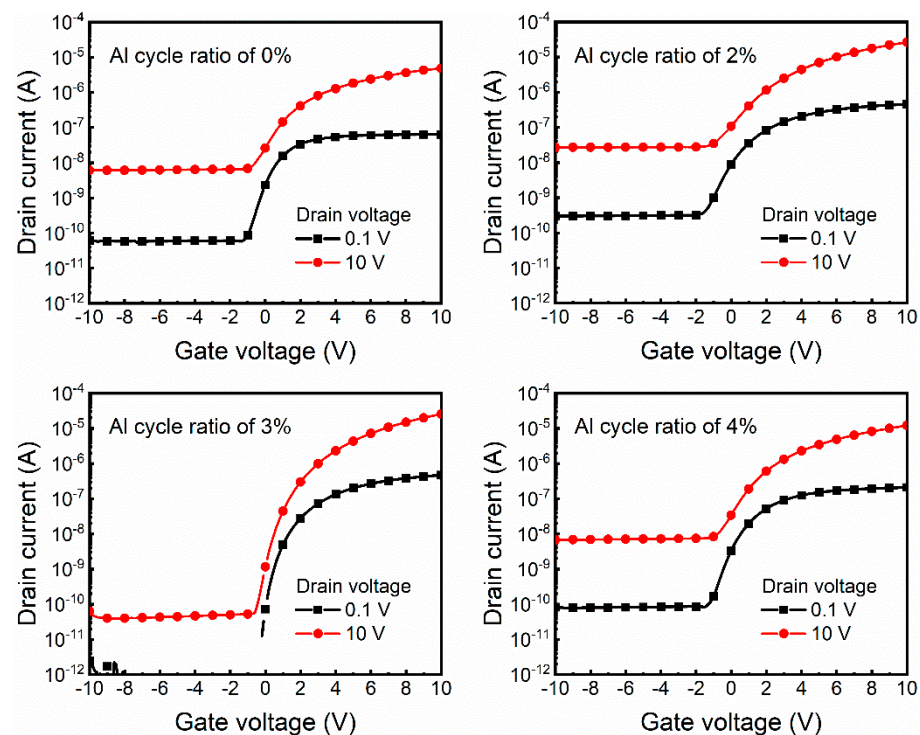 Al cycle ratio of 0%
Drain current (A)
10⁻⁴
10⁻⁵
10⁻⁶
10⁻⁷
10⁻⁸
10⁻⁹
10⁻¹⁰
10⁻¹¹
10⁻¹²
Drain voltage
0.1 V
10 V
-10 -8 -6 -4 -2 0 2 4 6 8 10
Gate voltage (V)
Al cycle ratio of 2%
Drain current (A)
10⁻⁴
10⁻⁵
10⁻⁶
10⁻⁷
10⁻⁸
10⁻⁹
10⁻¹⁰
10⁻¹¹
10⁻¹²
Drain voltage
0.1 V
10 V
-10 -8 -6 -4 -2 0 2 4 6 8 10
Gate voltage (V)
Al cycle ratio of 3%
Drain current (A)
10⁻⁴
10⁻⁵
10⁻⁶
10⁻⁷
10⁻⁸
10⁻⁹
10⁻¹⁰
10⁻¹¹
10⁻¹²
Drain voltage
0.1 V
10 V
-10 -8 -6 -4 -2 0 2 4 6 8 10
Gate voltage (V)
Al cycle ratio of 4%
Drain current (A)
10⁻⁴
10⁻⁵
10⁻⁶
10⁻⁷
10⁻⁸
10⁻⁹
10⁻¹⁰
10⁻¹¹
10⁻¹²
Drain voltage
0.1 V
10 V
-10 -8 -6 -4 -2 0 2 4 6 8 10
Gate voltage (V)